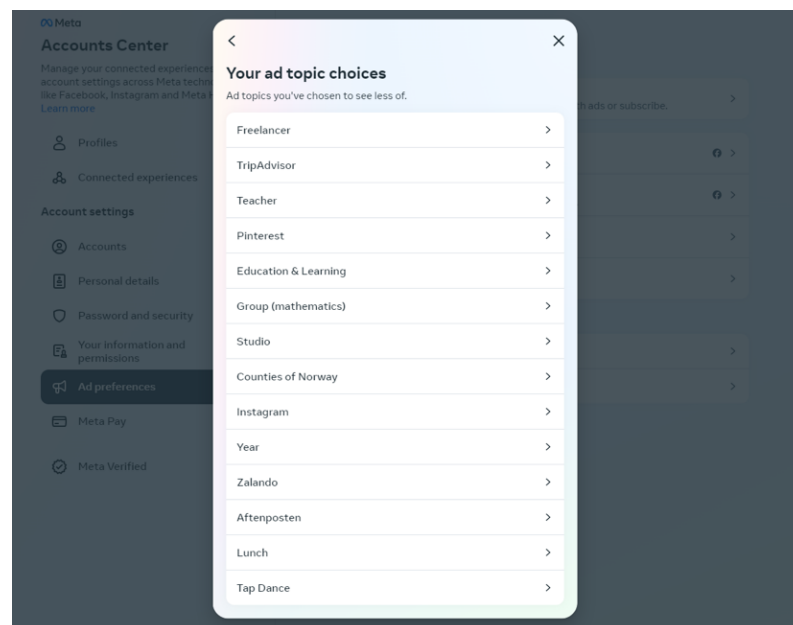 Meta
Accounts Center
Manage your connected experiences
account settings across Meta techn
like Facebook, Instagram and Meta H
Learn more
Profiles
Connected experiences
Account settings
Accounts
Personal details
Password and security
Your information and
permissions
Ad preferences
Meta Pay
Meta Verified
Your ad topic choices
Ad topics you've chosen to see less of.
Freelancer
TripAdvisor
Teacher
Pinterest
Education & Learning
Group (mathematics)
Studio
Counties of Norway
Instagram
Year
Zalando
Aftenposten
Lunch
Tap Dance
th ads or subscribe.